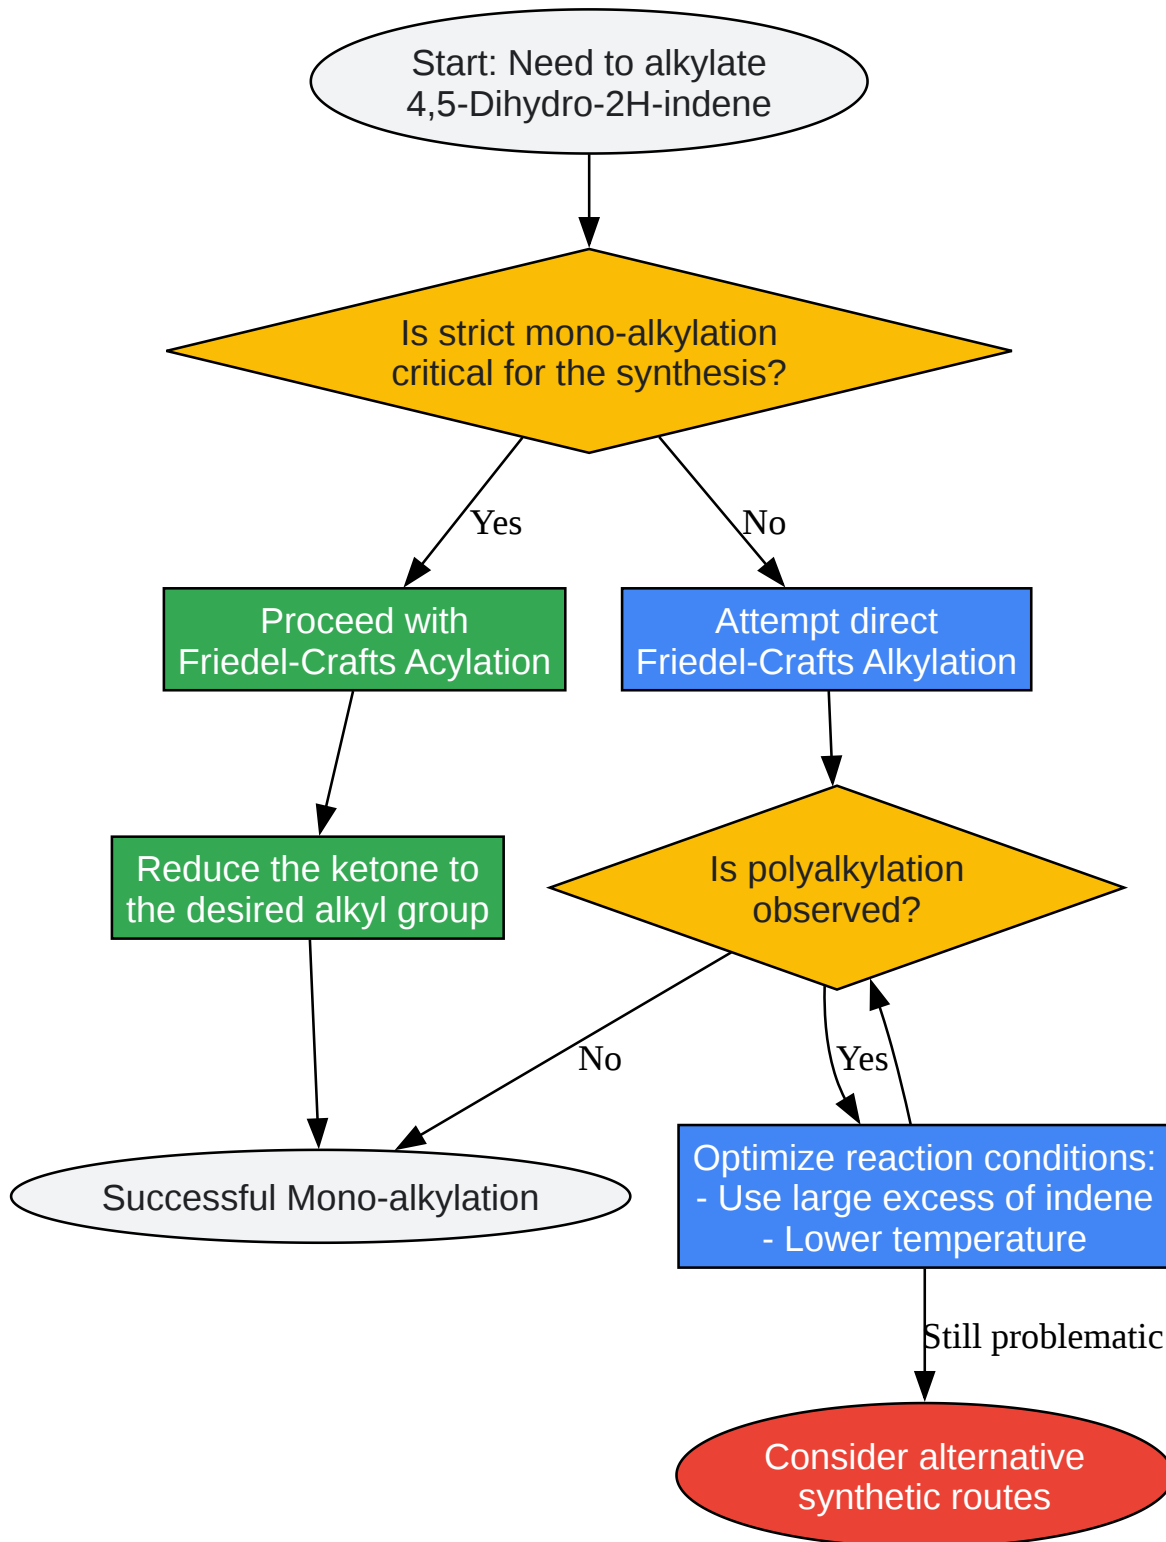 Start: Need to alkylate
4,5-Dihydro-2H-indene
Is strict mono-alkylation
critical for the synthesis?
Yes
No
Proceed with
Friedel-Crafts Acylation
Attempt direct
Friedel-Crafts Alkylation
Reduce the ketone to
the desired alkyl group
Is polyalkylation
observed?
No
Yes
Successful Mono-alkylation
Optimize reaction conditions:
- Use large excess of indene
- Lower temperature
Still problematic
Consider alternative
synthetic routes